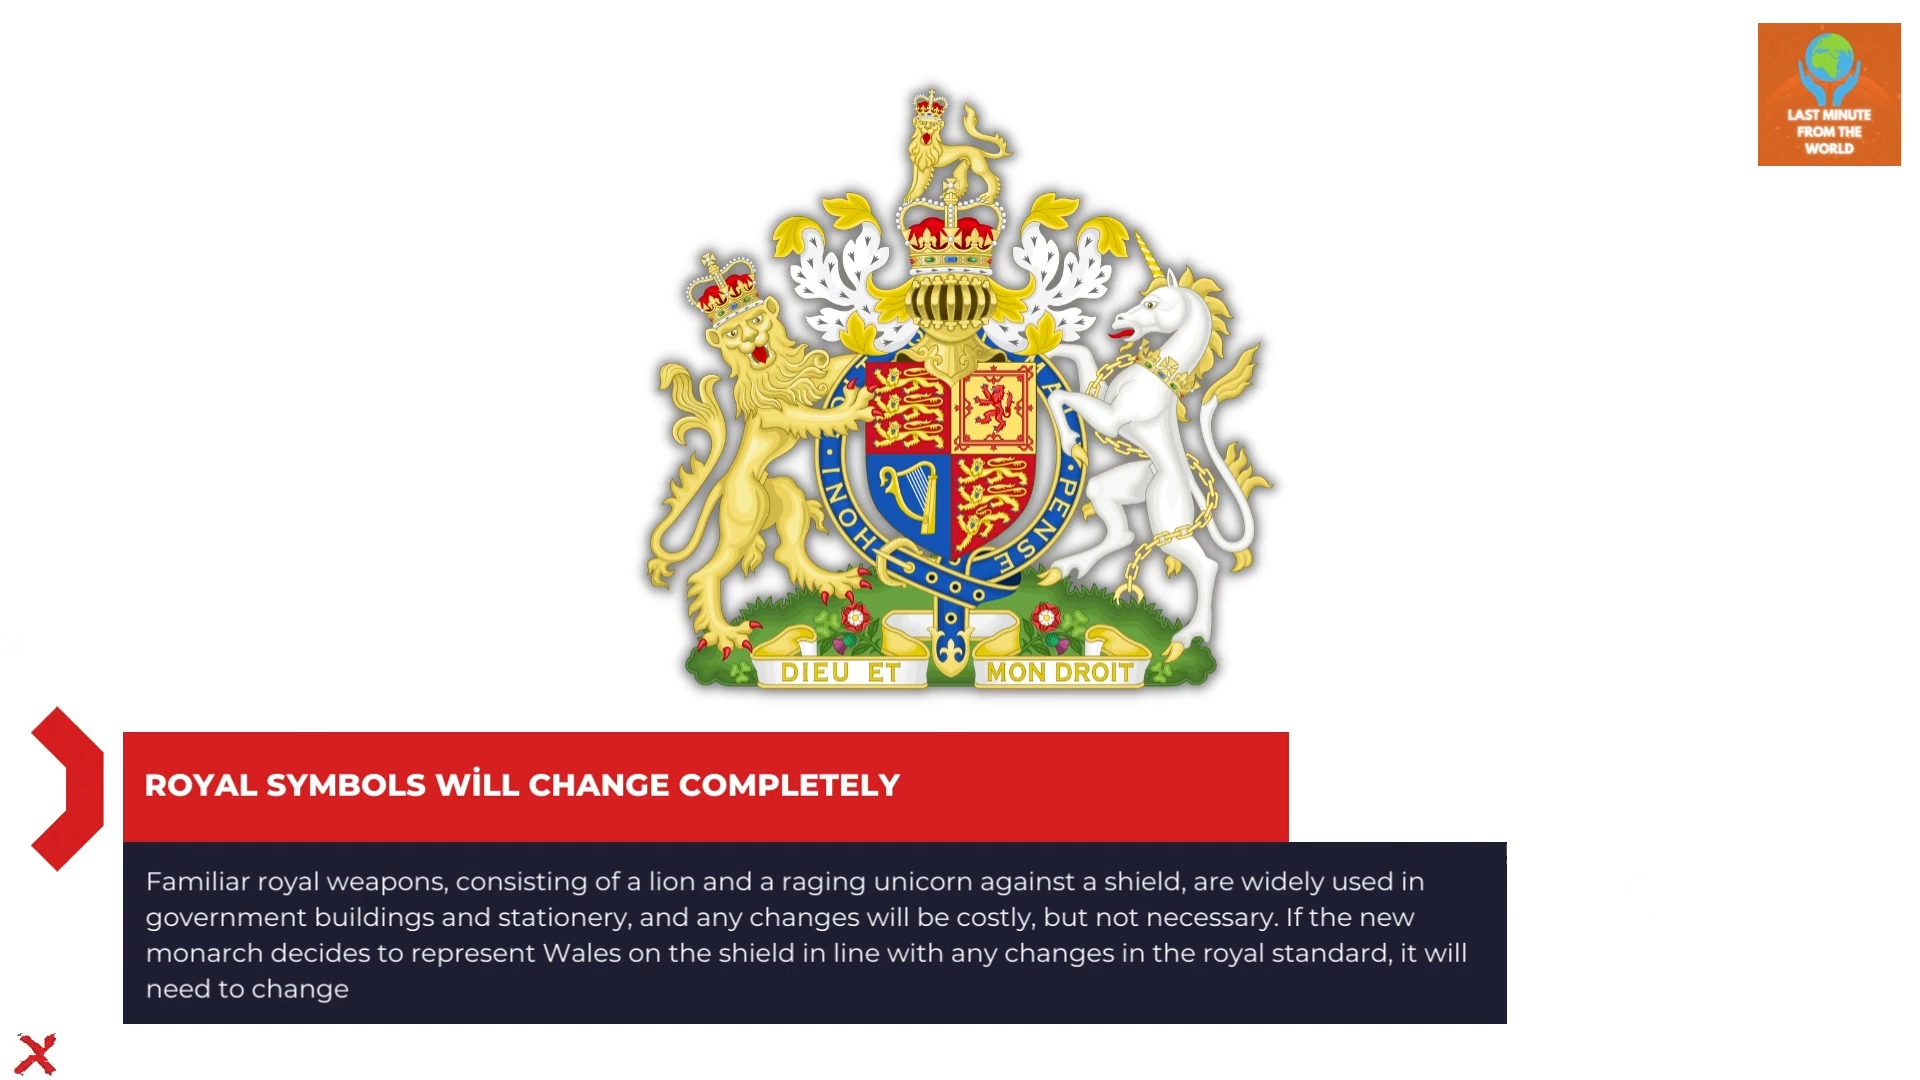 LAST MINUTE
FROM THE
WORLD
HONI
PENSE
DIEU ET
MON DROIT
ROYAL SYMBOLS WİLL CHANGE COMPLETELY
Familiar royal weapons, consisting of a lion and a raging unicorn against a shield, are widely used in
government buildings and stationery, and any changes will be costly, but not necessary. If the new
monarch decides to represent Wales on the shield in line with any changes in the royal standard, it will
need to change